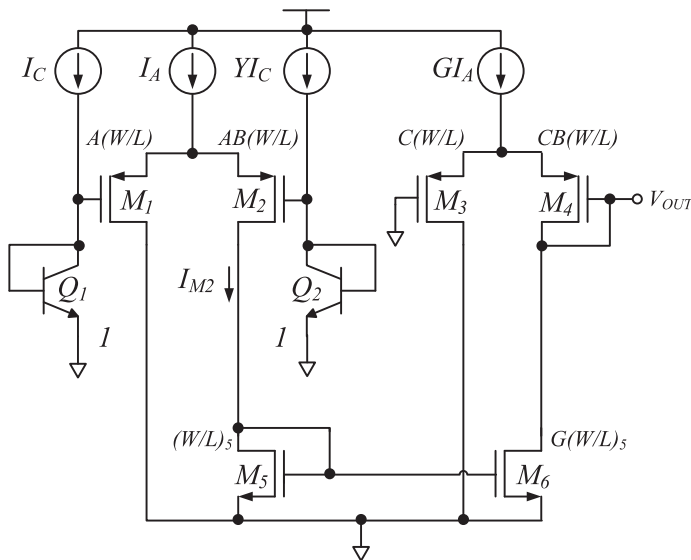 I_C
I_A
YI_C
GI_A
A(W/L)
AB(W/L)
C(W/L)
CB(W/L)
M_1
M_2
M_3
M_4
V_OUT
Q_1
I_M2
Q_2
1
1
(W/L)_5
G(W/L)_5
M_5
M_6